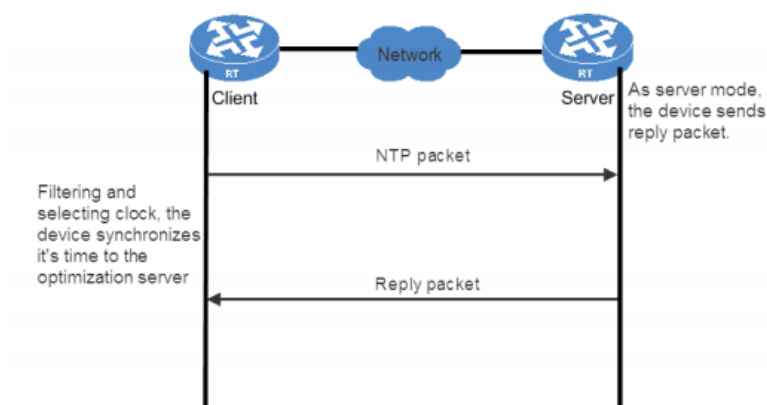 Network
RT
RT
Client
Server
As server mode,
the device sends
reply packet.
NTP packet
Filtering and
selecting clock, the
device synchronizes
it's time to the
optimization server
Reply packet